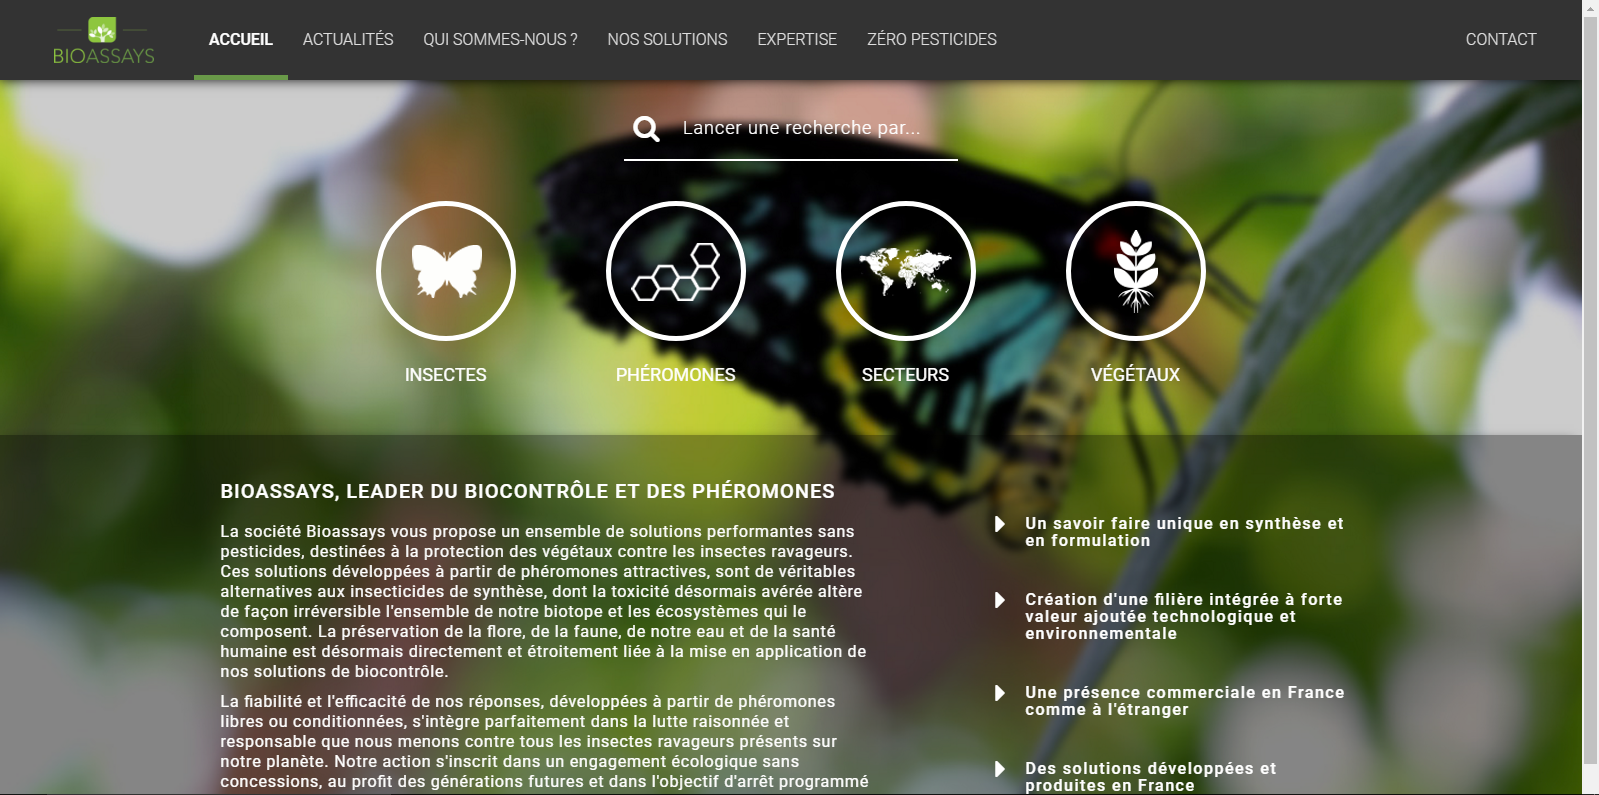 BIOASSAYS
ACCUEIL
ACTUALITÉS
QUI SOMMES-NOUS ?
NOS SOLUTIONS
EXPERTISE
ZÉRO PESTICIDES
CONTACT
Lancer une recherche par...
INSECTES
PHÉROMONES
SECTEURS
VÉGÉTAUX
BIOASSAYS, LEADER DU BIOCONTRÔLE ET DES PHÉROMONES
La société Bioassays vous propose un ensemble de solutions performantes sans
pesticides, destinées à la protection des végétaux contre les insectes ravageurs.
Ces solutions développées à partir de phéromones attractives, sont de véritables
alternatives aux insecticides de synthèse, dont la toxicité désormais avérée altère
de façon irréversible l'ensemble de notre biotope et les écosystèmes qui le
composent. La préservation de la flore, de la faune, de notre eau et de la santé
humaine est désormais directement et étroitement liée à la mise en application de
nos solutions de biocontrôle.
La fiabilité et l'efficacité de nos réponses, développées à partir de phéromones
libres ou conditionnées, s'intègre parfaitement dans la lutte raisonnée et
responsable que nous menons contre tous les insectes ravageurs présents sur
notre planète. Notre action s'inscrit dans un engagement écologique sans
concessions, au profit des générations futures et dans l'objectif d'arrêt programmé
Un savoir faire unique en synthèse et
en formulation
Création d'une filière intégrée à forte
valeur ajoutée technologique et
environnementale
Une présence commerciale en France
comme à l'étranger
Des solutions développées et
produites en France